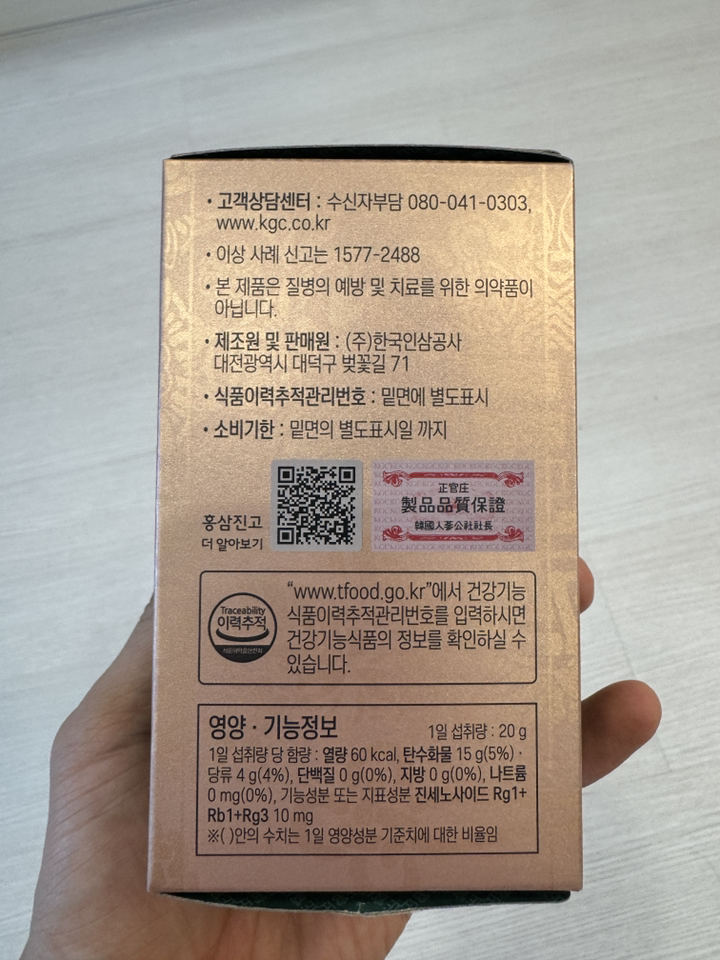 • 고객상담센터 : 수신자부담 080-041-0303,
www.kgc.co.kr
• 이상 사례 신고는 1577-2488
• 본 제품은 질병의 예방 및 치료를 위한 의약품이
아닙니다.
• 제조원 및 판매원 : (주)한국인삼공사
대전광역시 대덕구 벚꽃길 71
• 식품이력추적관리번호 : 밑면에 별도표시
• 소비기한 : 밑면의 별도표시일 까지
홍삼진고
더 알아보기
正官庄
製品品質保證
韓國人蔘公社社長
Traceability
이력추적
“www.tfood.go.kr”에서 건강기능
식품이력추적관리번호를 입력하시면
건강기능식품의 정보를 확인하실 수
있습니다.
영양 · 기능정보
1일 섭취량 : 20 g
1일 섭취량 당 함량 : 열량 60 kcal, 탄수화물 15 g(5%) ·
당류 4 g(4%), 단백질 0 g(0%), 지방 0 g(0%), 나트륨
0 mg(0%), 기능성분 또는 지표성분 진세노사이드 Rg1+
Rb1+Rg3 10 mg
※( )안의 수치는 1일 영양성분 기준치에 대한 비율임